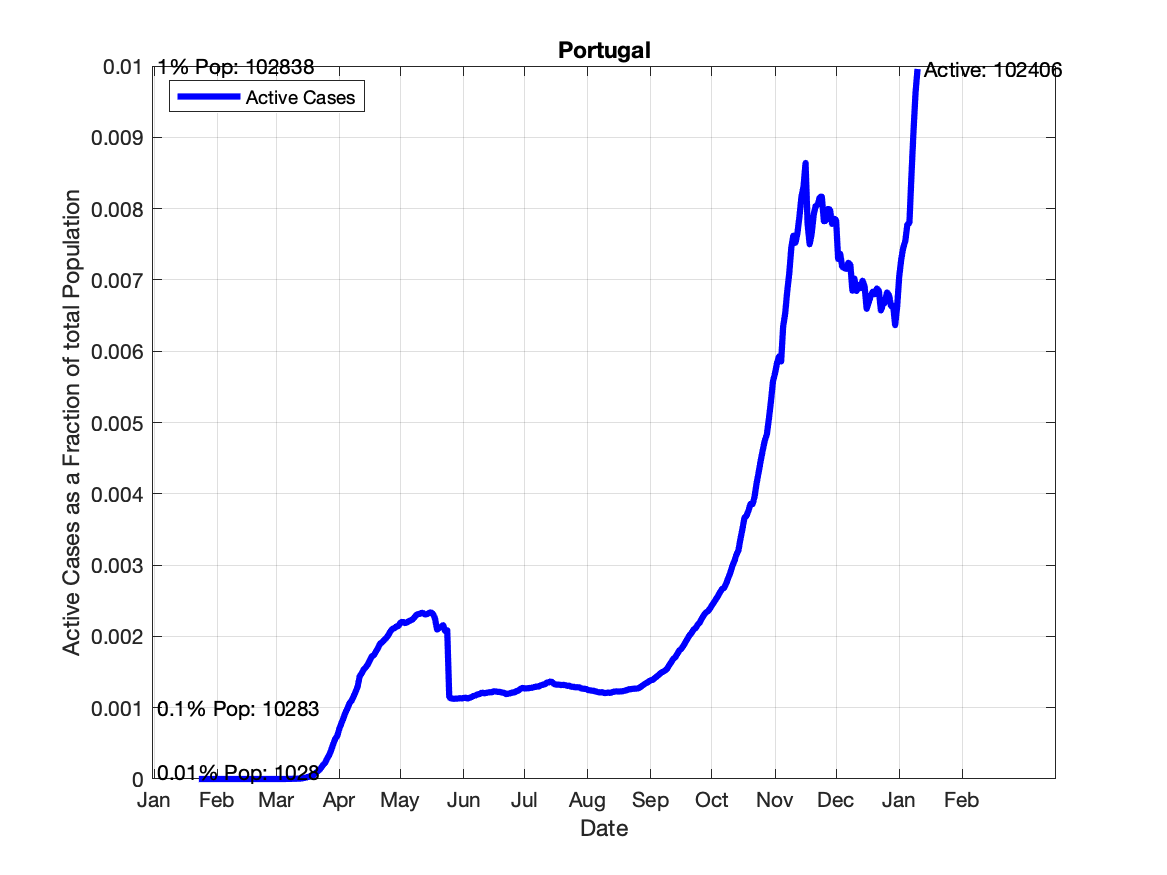 Portugal
0.01
1% Pop: 102838
Active: 102406
Active Cases
0.009
0.008
0.007
0.006
0.005
0.004
0.003
0.002
0.001
0.1% Pop: 10283
0
0.01% Pop: 1028
Active Cases as a Fraction of total Population
Jan Feb Mar Apr May Jun Jul Aug Sep Oct Nov Dec Jan Feb
Date